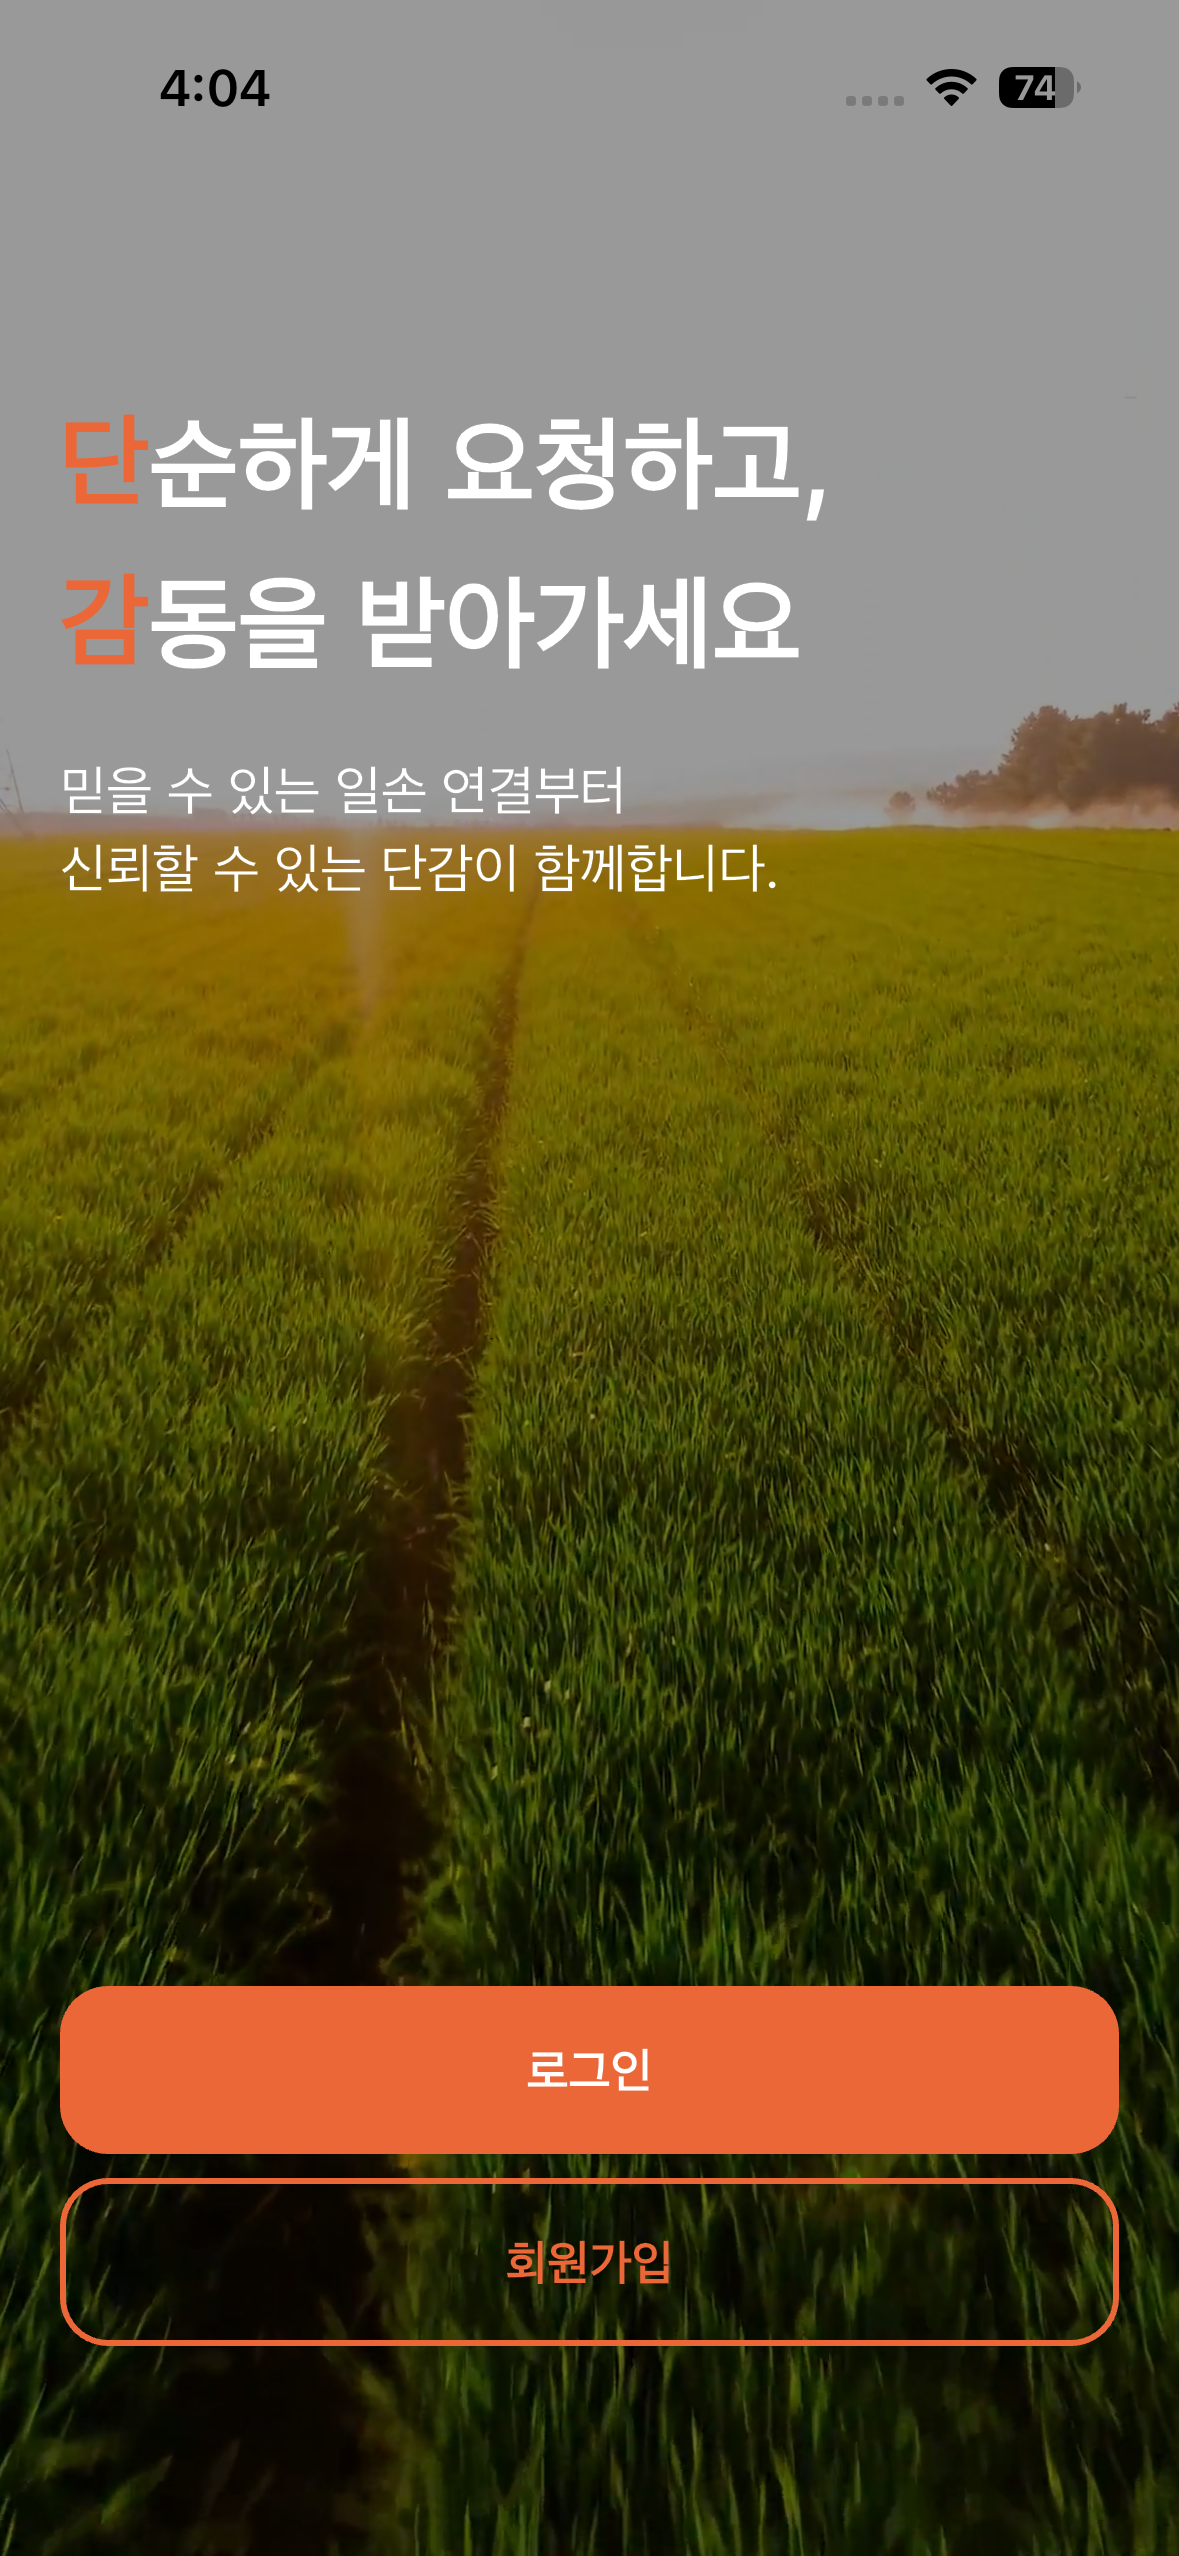 4:04
74
단순하게 요청하고,
감동을 받아가세요
믿을 수 있는 일손 연결부터
신뢰할 수 있는 단감이 함께합니다.
로그인
회원가입